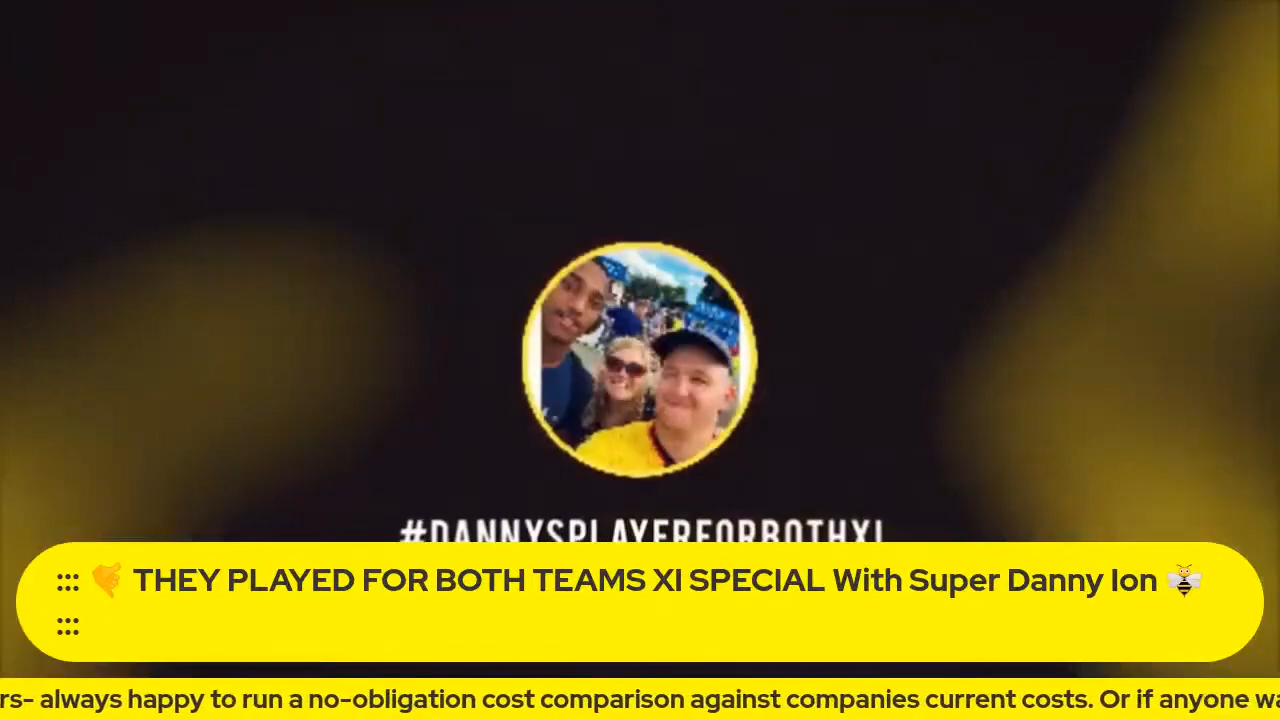 #DANNYSPLAYERFORBOTHXI
::: 🤙 THEY PLAYED FOR BOTH TEAMS XI SPECIAL With Super Danny Ion 🐝
:::
rs- always happy to run a no-obligation cost comparison against companies current costs. Or if anyone wa